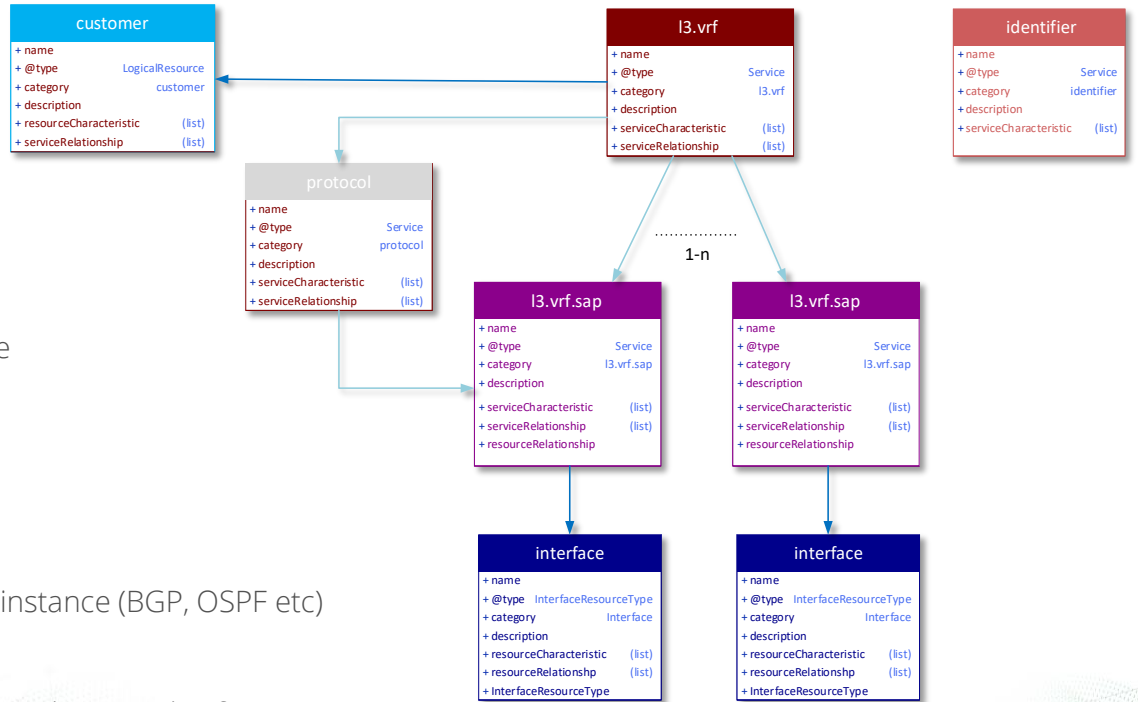 customer
+ name
+ @type LogicalResource
+ category customer
+ description
+ resourceCharacteristic (list)
+ serviceRelationship (list)
l3.vrf
+ name
+ @type Service
+ category l3.vrf
+ description
+ serviceCharacteristic (list)
+ serviceRelationship (list)
identifier
+ name
+ @type Service
+ category identifier
+ description
+ serviceCharacteristic (list)
protocol
+ name
+ @type Service
+ category protocol
+ description
+ serviceCharacteristic (list)
+ serviceRelationship (list)
1-n
l3.vrf.sap
+ name
+ @type Service
+ category l3.vrf.sap
+ description
+ serviceCharacteristic (list)
+ serviceRelationship (list)
+ resourceRelationship
l3.vrf.sap
+ name
+ @type Service
+ category l3.vrf.sap
+ description
+ serviceCharacteristic (list)
+ serviceRelationship (list)
+ resourceRelationship
e
interface
+ name
+ @type InterfaceResourceType
+ category Interface
+ description
+ resourceCharacteristic (list)
+ resourceRelationshp (list)
+ InterfaceResourceType
interface
+ name
+ @type InterfaceResourceType
+ category Interface
+ description
+ resourceCharacteristic (list)
+ resourceRelationshp (list)
+ InterfaceResourceType
instance (BGP, OSPF etc)